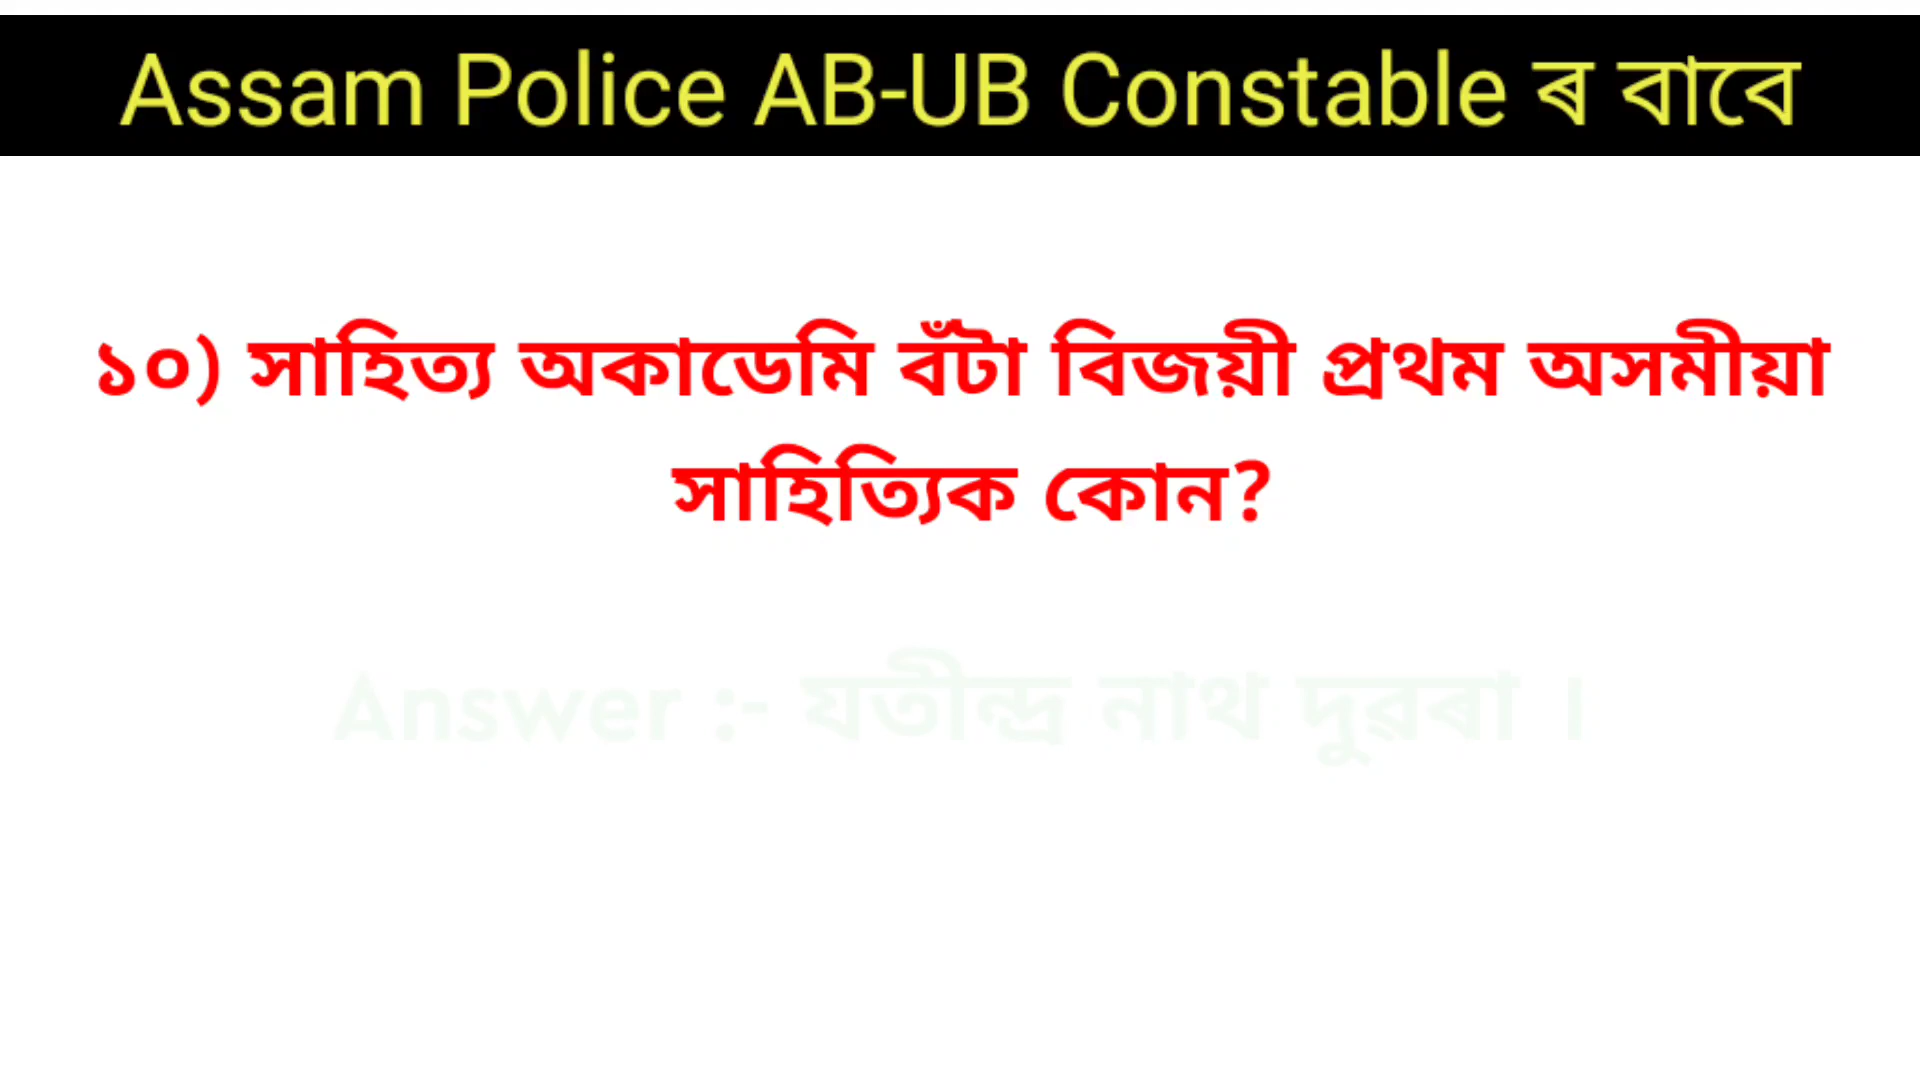 Assam Police AB-UB Constable ৰ বাবে
১০) সাহিত্য অকাডেমি বঁটা বিজয়ী প্ৰথম অসমীয়া
সাহিত্যিক কোন?
Answer :- যতীন্দ্ৰ নাথ দুৱৰা ।